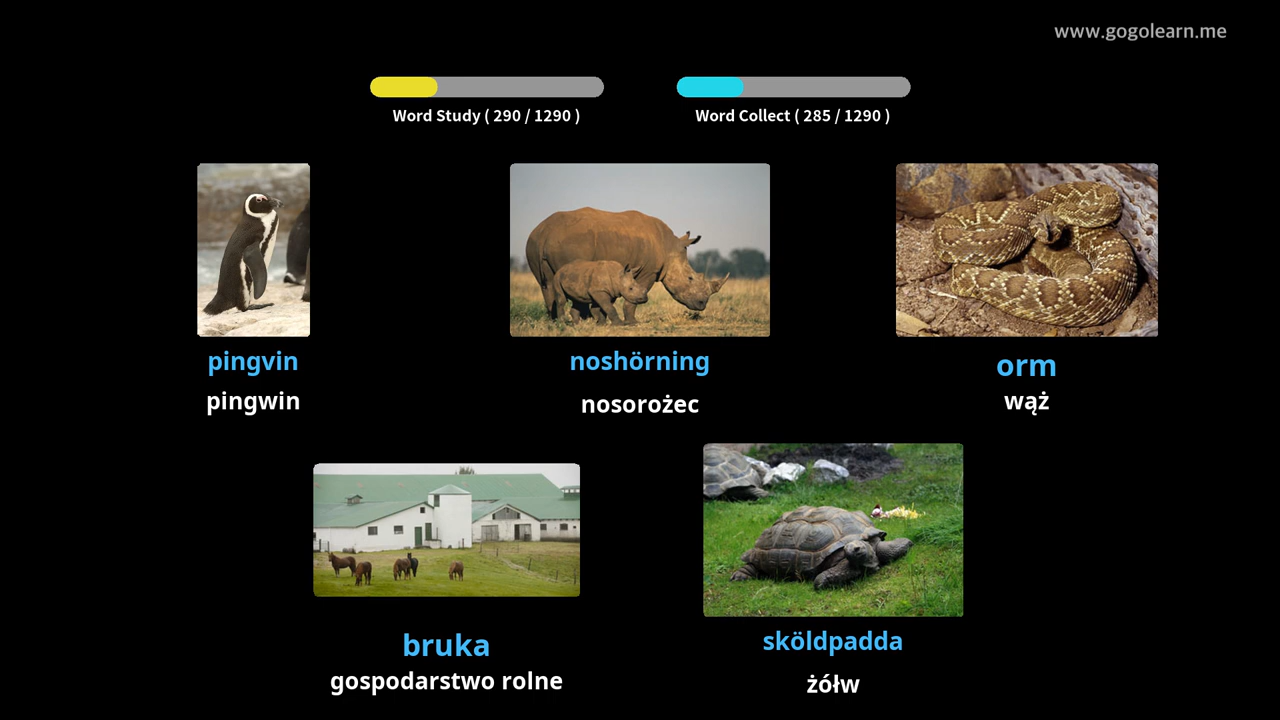 www.gogolearn.me
Word Study ( 290 / 1290 )
Word Collect ( 285 / 1290 )
pingvin
pingwin
noshörning
nosorożec
orm
wąż
bruka
gospodarstwo rolne
sköldpadda
żółw